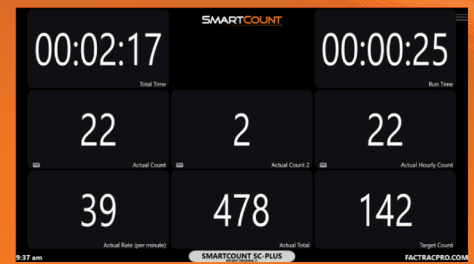 SMARTCOUNT
00:02:17
Total Time
00:00:25
Run Time
22
Actual Count
2
Actual Count 2
22
Actual Hourly Count
39
Actual Rate (per minute)
478
Actual Total
142
Target Count
9:37 am
SMARTCOUNT SC-PLUS
FACTRACPRO.COM